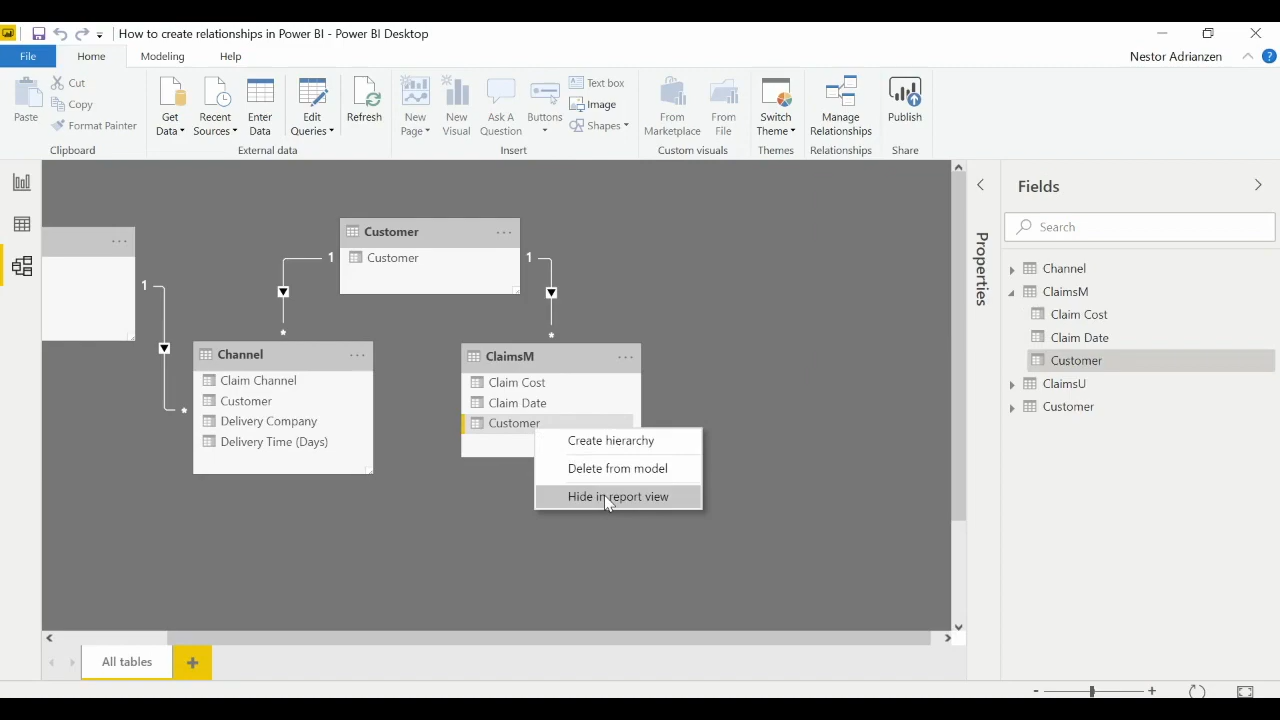 How to create relationships in Power BI - Power BI Desktop
File
Home
Modeling
Help
Nestor Adrianzen
?
Paste
Cut
Copy
Format Painter
Get Data
Recent Sources
Enter Data
Edit Queries
Refresh
New Page
New Visual
Ask A Question
Buttons
Text box
Image
Shapes
From Marketplace
From File
Switch Theme
Manage Relationships
Publish
Clipboard
External data
Insert
Custom visuals
Themes
Relationships
Share
Customer
Customer
1
1
1
*
*
*
Channel
Claim Channel
Customer
Delivery Company
Delivery Time (Days)
ClaimsM
Claim Cost
Claim Date
Customer
Create hierarchy
Delete from model
Hide in report view
Properties
Fields
Search
Channel
ClaimsM
Claim Cost
Claim Date
Customer
ClaimsU
Customer
All tables